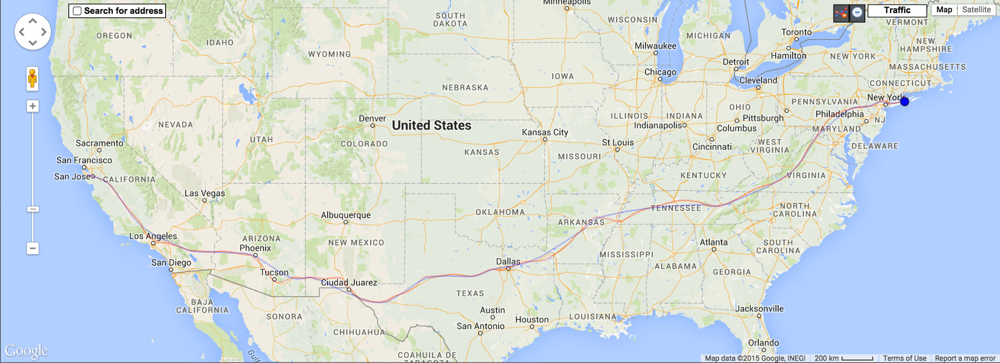 Minneapolis
Search for address
Traffic
Map
Satellite
SOUTH
DAKOTA
WISCONSIN
VERMONT
OREGON
IDAHO
MICHIGAN
Toronto
NEW
HAMPSHIRE
WYOMING
Milwaukee
Hamilton
NEW YORK
Detroit
MASSACHUSETTS
Chicago
IOWA
Cleveland
CONNECTICUT
NEBRASKA
New York
PENNSYLVANIA
OHIO
Philadelphia
Pittsburgh
NJ
Denver
United States
ILLINOIS
INDIANA
NEVADA
Indianapolis
Columbus
MARYLAND
Kansas City
UTAH
COLORADO
St Louis
Cincinnati
WEST
VIRGINIA
DELAWARE
Sacramento
KANSAS
MISSOURI
San Francisco
San Jose
CALIFORNIA
KENTUCKY
VIRGINIA
Las Vegas
Albuquerque
OKLAHOMA
TENNESSEE
NORTH
CAROLINA
ARKANSAS
Los Angeles
ARIZONA
Phoenix
NEW MEXICO
Atlanta
SOUTH
CAROLINA
San Diego
Dallas
MISSISSIPPI
ALABAMA
GEORGIA
Tucson
Ciudad Juarez
TEXAS
BAJA
CALIFORNIA
SONORA
Austin
San Antonio
Houston
LOUISIANA
Jacksonville
CHIHUAHUA
Orlando
Google
Gulf
COAHUILA DE
ZARAGOZA
Map data ©2015 Google, INEGI
200 km
Terms of Use
Report a map error